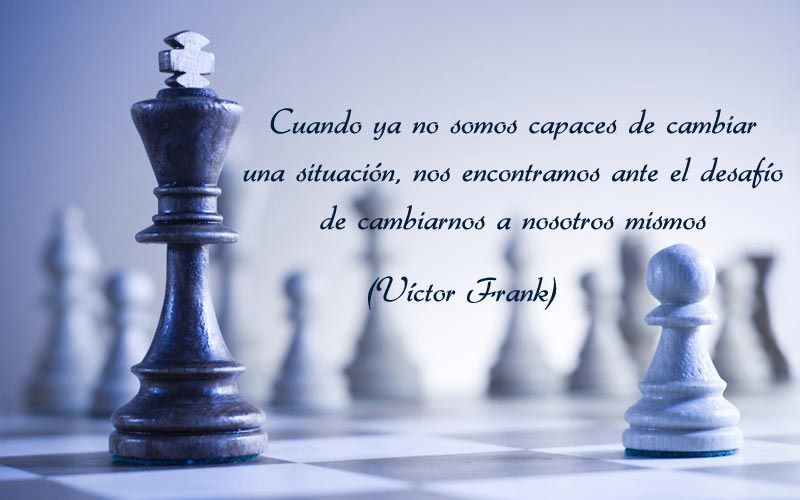 Cuando ya no somos capaces de cambiar
una situación, nos encontramos ante el desafío
de cambiarnos a nosotros mismos
(Víctor Frank)